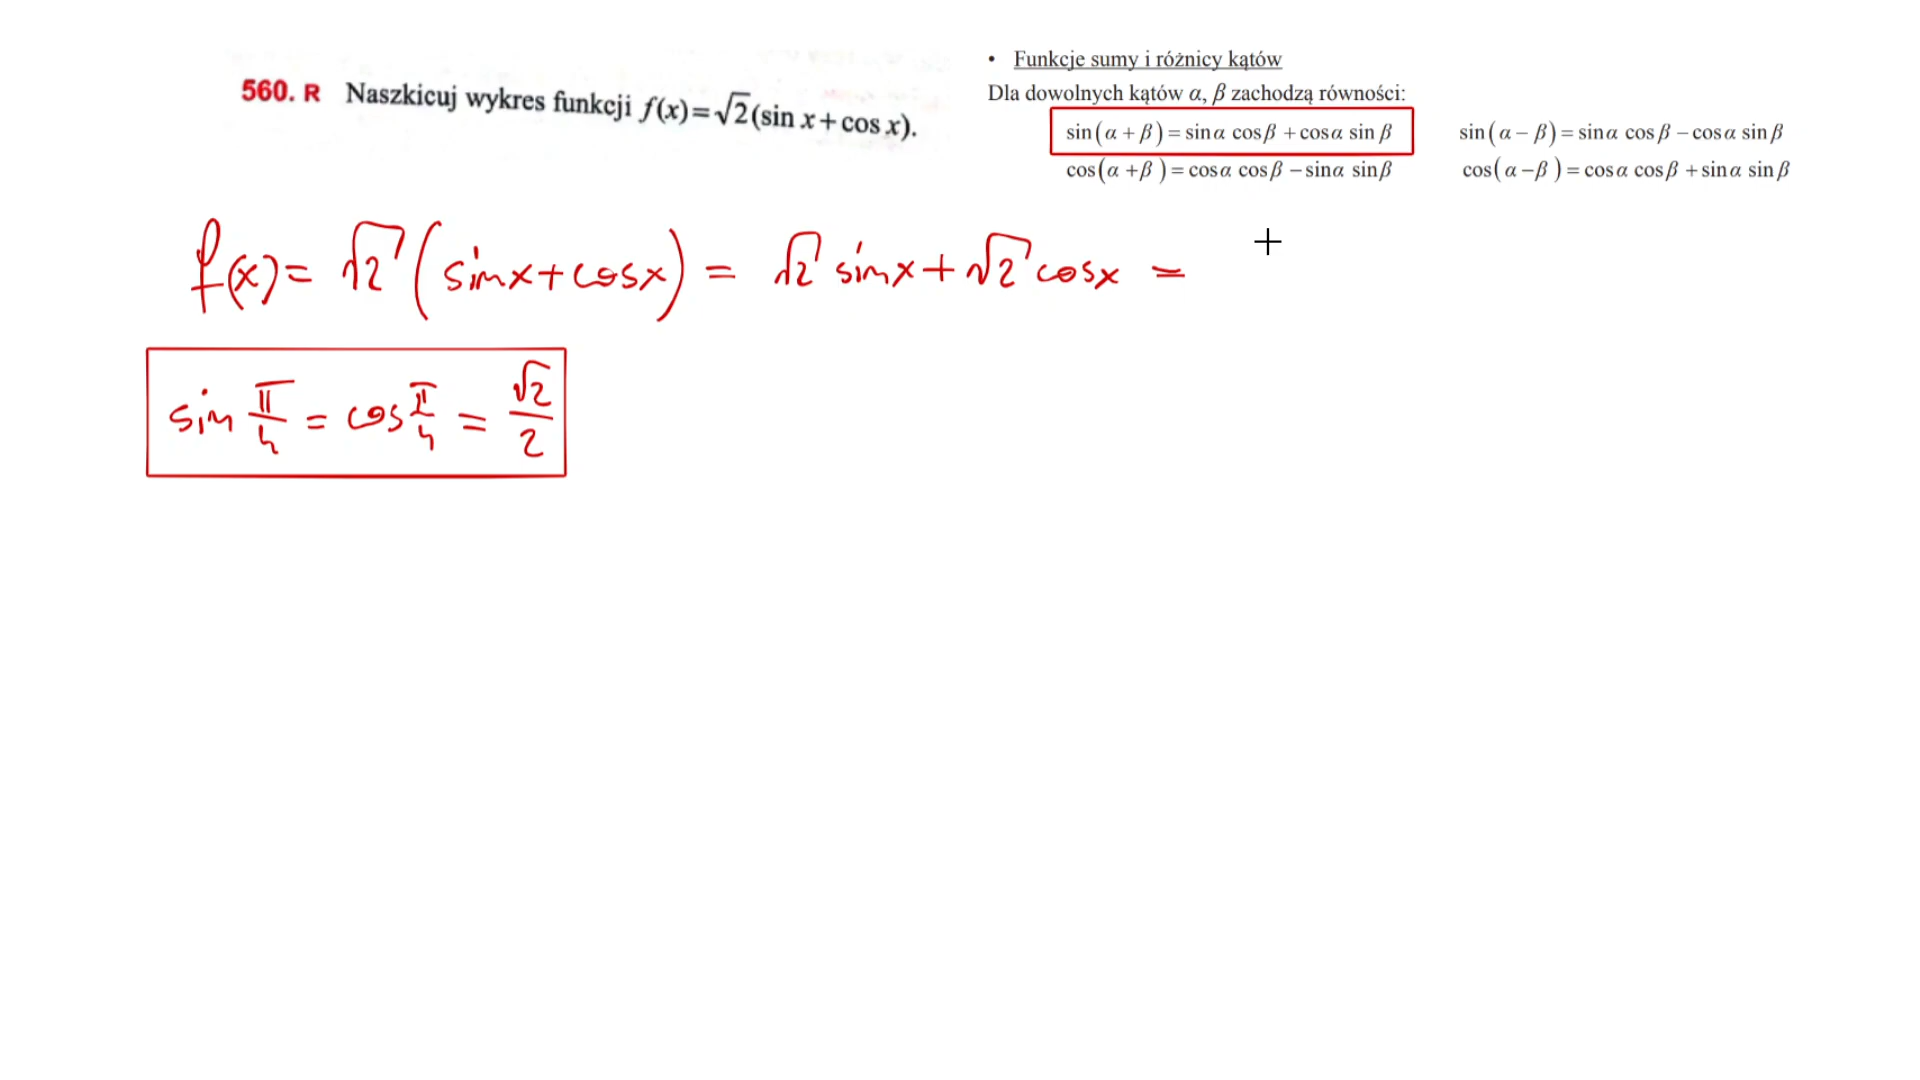 560. R Naszkicuj wykres funkcji f(x)=√2(sin x+cos x).
• Funkcje sumy i różnicy kątów
Dla dowolnych kątów α, β zachodzą równości:
sin(α + β) = sinα cosβ + cosα sinβ sin(α − β) = sinα cosβ − cosα sinβ
cos(α + β) = cosα cosβ − sinα sinβ cos(α − β) = cosα cosβ + sinα sinβ
f(x) = √2 (sinx + cosx) = √2 sinx + √2 cosx =
sin π/4 = cos π/4 = √2/2